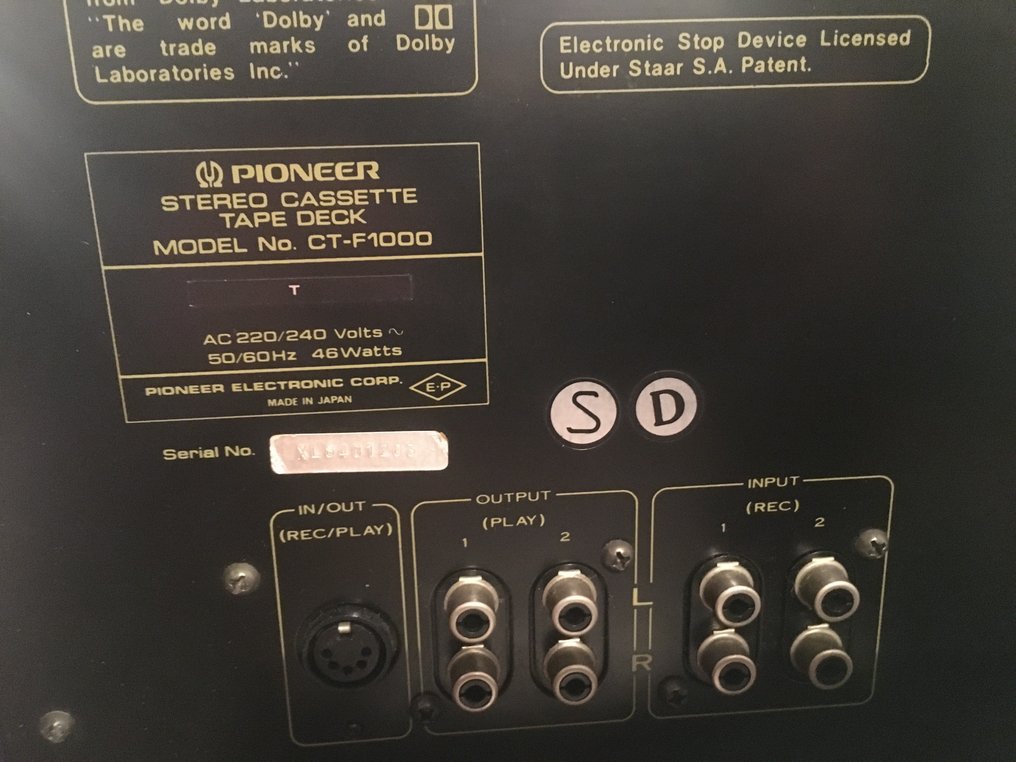 from Dolby
"The word 'Dolby' and
are trade marks of Dolby
Laboratories Inc."
Electronic Stop Device Licensed
Under Staar S.A. Patent.
PIONEER
STEREO CASSETTE
TAPE DECK
MODEL No. CT-F1000
T
AC 220/240 Volts ~
50/60Hz 46Watts
PIONEER ELECTRONIC CORP.
MADE IN JAPAN
E·P
S D
Serial No.
IN/OUT
(REC/PLAY)
OUTPUT
(PLAY)
1 2
INPUT
(REC)
1 2
L
R